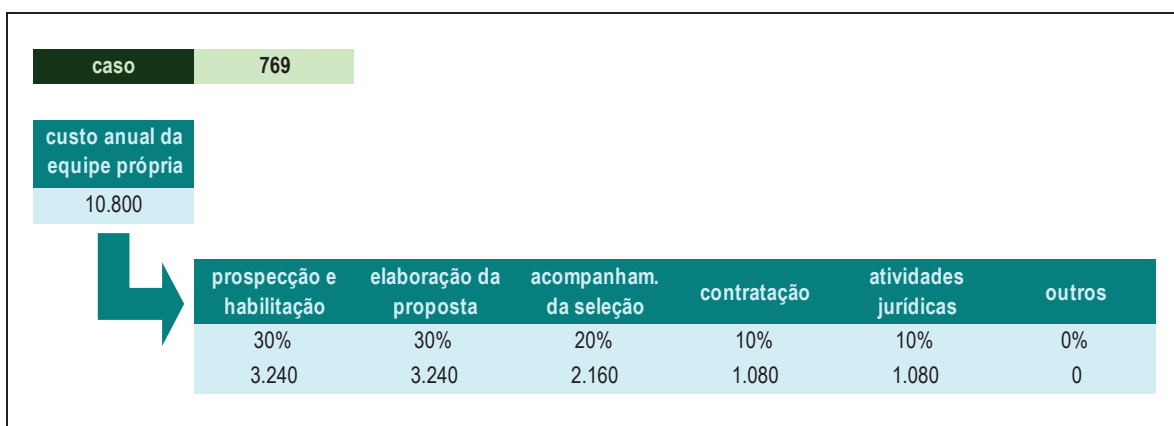 caso 769
custo anual da
equipe própria
10.800
prospecção e elaboração da acompanham. contratação atividades outros
habilitação proposta da seleção jurídicas
30% 30% 20% 10% 10% 0%
3.240 3.240 2.160 1.080 1.080 0